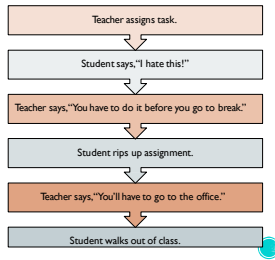 Teacher assigns task.
Student says, "I hate this!"
Teacher says, "You have to do it before you go to break."
Student rips up assignment.
Teacher says, "You'll have to go to the office."
Student walks out of class.